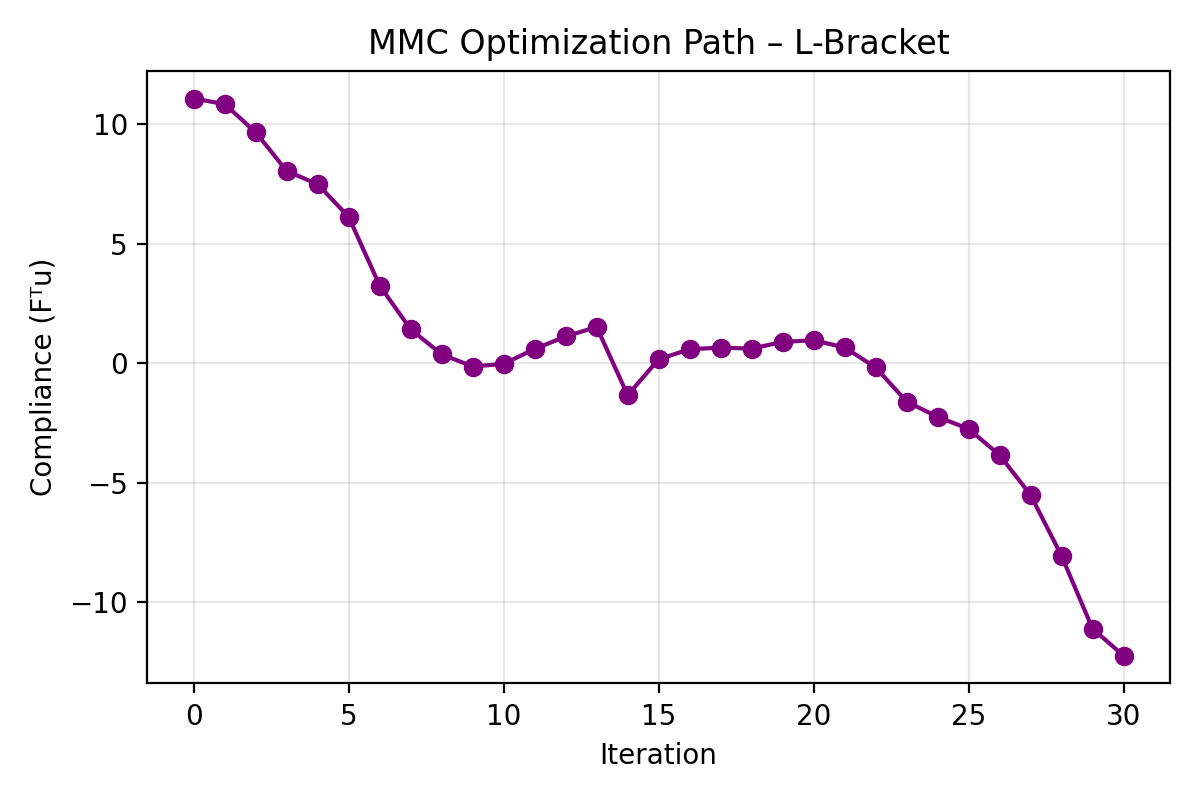 MMC Optimization Path – L-Bracket
Compliance (Fᵀu)
10
5
0
−5
−10
0 5 10 15 20 25 30
Iteration